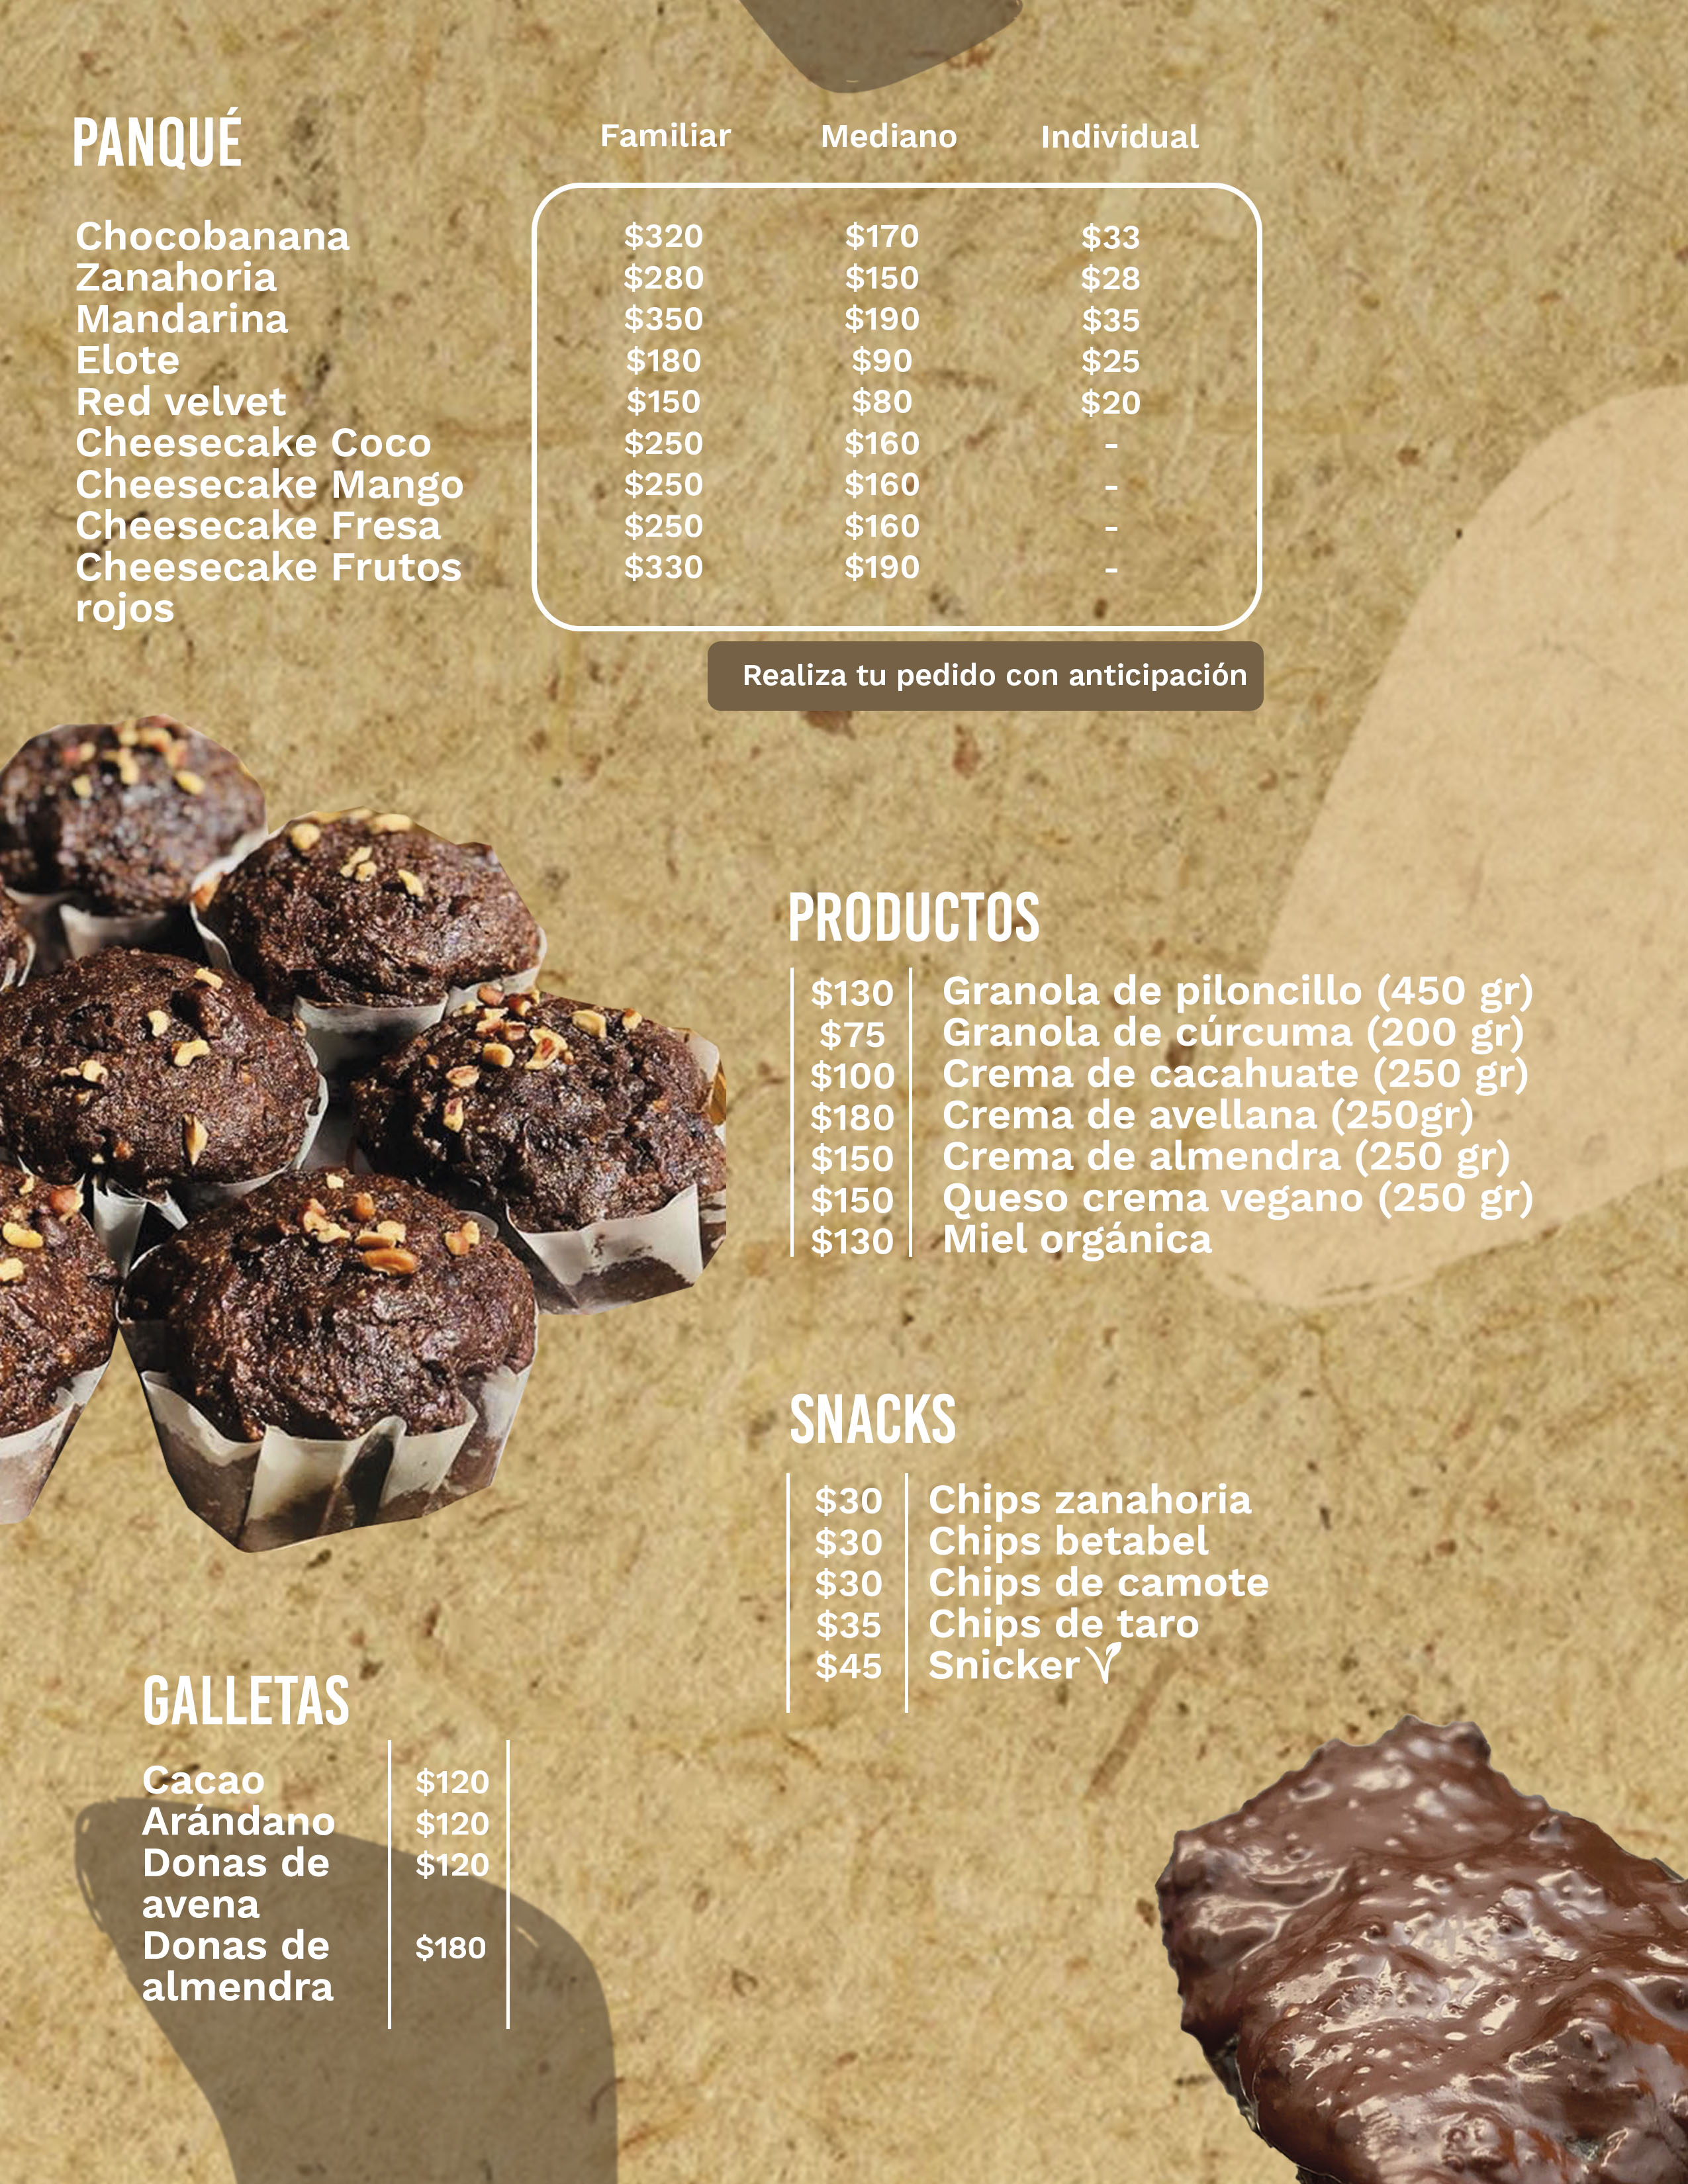 PANQUÉ Familiar Mediano Individual
Chocobanana $320 $170 $33
Zanahoria $280 $150 $28
Mandarina $350 $190 $35
Elote $180 $90 $25
Red velvet $150 $80 $20
Cheesecake Coco $250 $160 -
Cheesecake Mango $250 $160 -
Cheesecake Fresa $250 $160 -
Cheesecake Frutos $330 $190 -
rojos
Realiza tu pedido con anticipación
PRODUCTOS
$130 Granola de piloncillo (450 gr)
$75 Granola de cúrcuma (200 gr)
$100 Crema de cacahuate (250 gr)
$180 Crema de avellana (250gr)
$150 Crema de almendra (250 gr)
$150 Queso crema vegano (250 gr)
$130 Miel orgánica
SNACKS
$30 Chips zanahoria
$30 Chips betabel
$30 Chips de camote
$35 Chips de taro
$45 Snicker
GALLETAS
Cacao $120
Arándano $120
Donas de $120
avena
Donas de $180
almendra